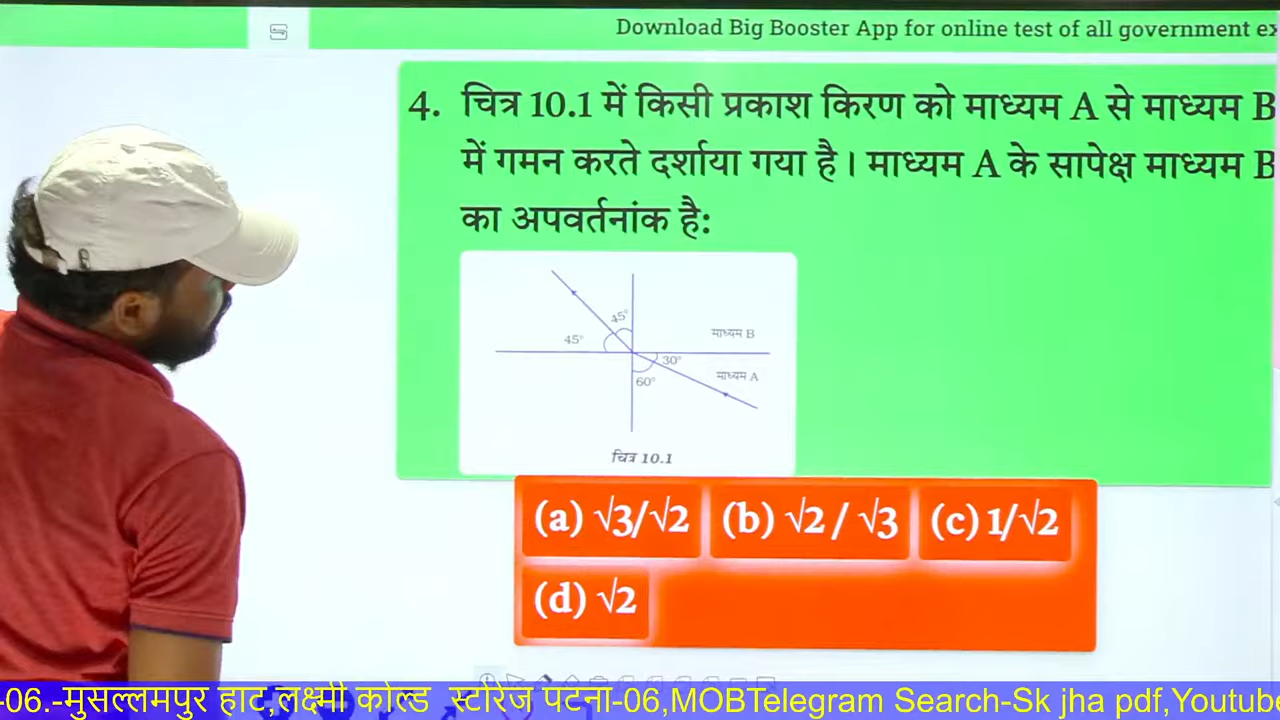 Download Big Booster App for online test of all government ex
4. चित्र 10.1 में किसी प्रकाश किरण को माध्यम A से माध्यम B
में गमन करते दर्शाया गया है। माध्यम A के सापेक्ष माध्यम B
का अपवर्तनांक है:
45°
45°
माध्यम B
30°
माध्यम A
60°
चित्र 10.1
(a) √3/√2 (b) √2 / √3 (c) 1/√2
(d) √2
-06.-मुसल्लमपुर हाट,लक्ष्मी कोल्ड स्टोरेज पटना-06,MOBTelegram Search-Sk jha pdf,Youtube